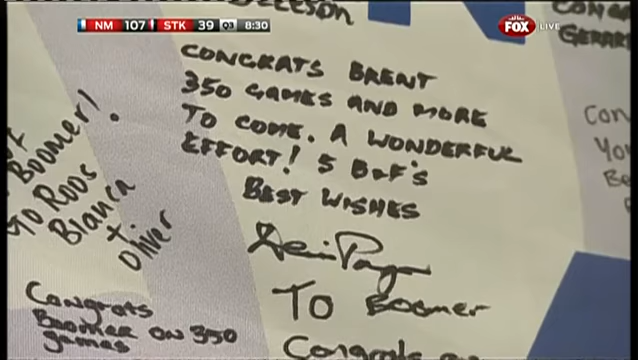 NM 107 STK 39 Q3 8:30
FOX LIVE
CONGRATS BRENT
350 GAMES AND MORE
TO COME. A WONDERFUL
EFFORT! 5 B&F'S
BEST WISHES
TO Boomer
Boomer!
Go Roos
Blanca
+
Oliver
Congrats
Boomer on 350
games